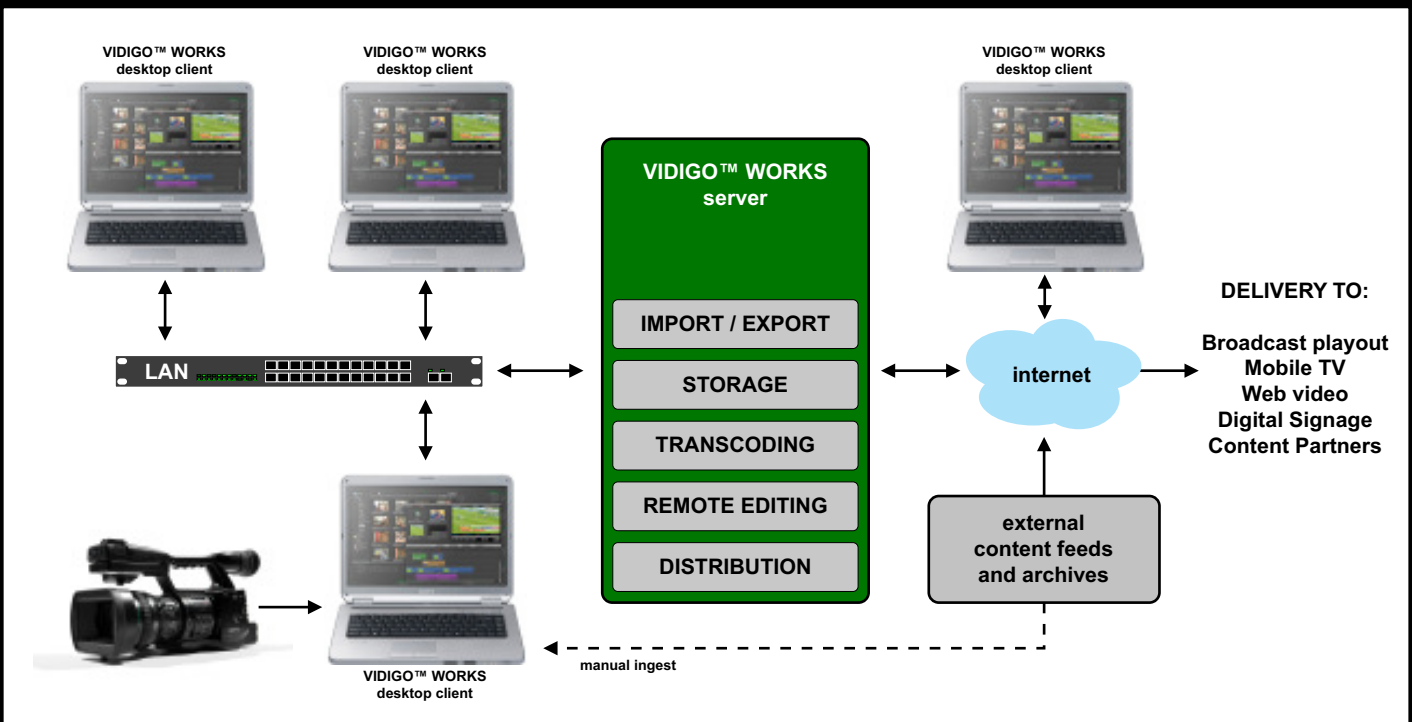 VIDIGO™ WORKS
desktop client
VIDIGO™ WORKS
desktop client
VIDIGO™ WORKS
desktop client
VIDIGO™ WORKS
server
IMPORT / EXPORT
STORAGE
TRANSCODING
REMOTE EDITING
DISTRIBUTION
LAN
internet
DELIVERY TO:
Broadcast playout
Mobile TV
Web video
Digital Signage
Content Partners
external
content feeds
and archives
manual ingest
VIDIGO™ WORKS
desktop client